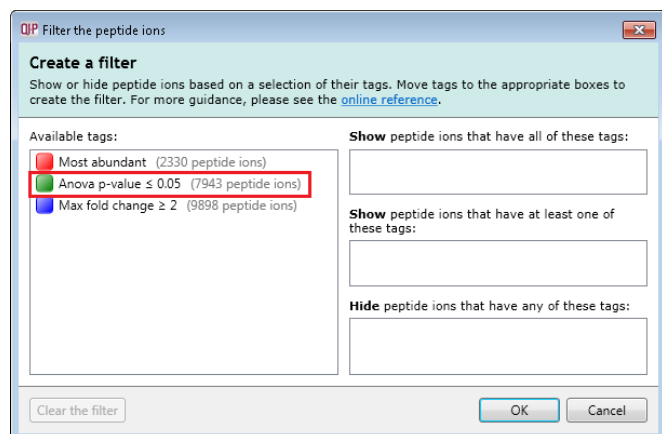 QIP Filter the peptide ions
Create a filter
Show or hide peptide ions based on a selection of their tags. Move tags to the appropriate boxes to
create the filter. For more guidance, please see the online reference.
Available tags:
Most abundant (2330 peptide ions)
Anova p-value ≤ 0.05 (7943 peptide ions)
Max fold change ≥ 2 (9898 peptide ions)
Show peptide ions that have all of these tags:
Show peptide ions that have at least one of
these tags:
Hide peptide ions that have any of these tags:
Clear the filter
OK
Cancel